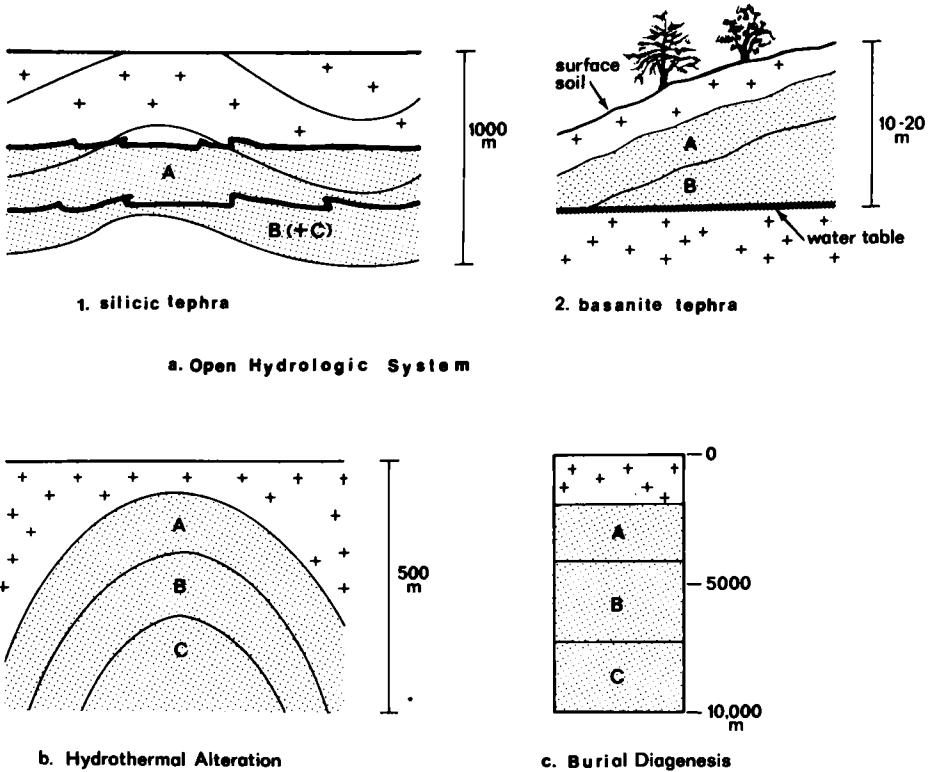 A
B (+C)
1000
m
1. silicic tephra
surface
soil
A
B
10-20
m
water table
2. basanite tephra
a. Open Hydrologic System
A
B
C
500
m
b. Hydrothermal Alteration
0
A
5000
B
C
10,000
m
c. Burial Diagenesis